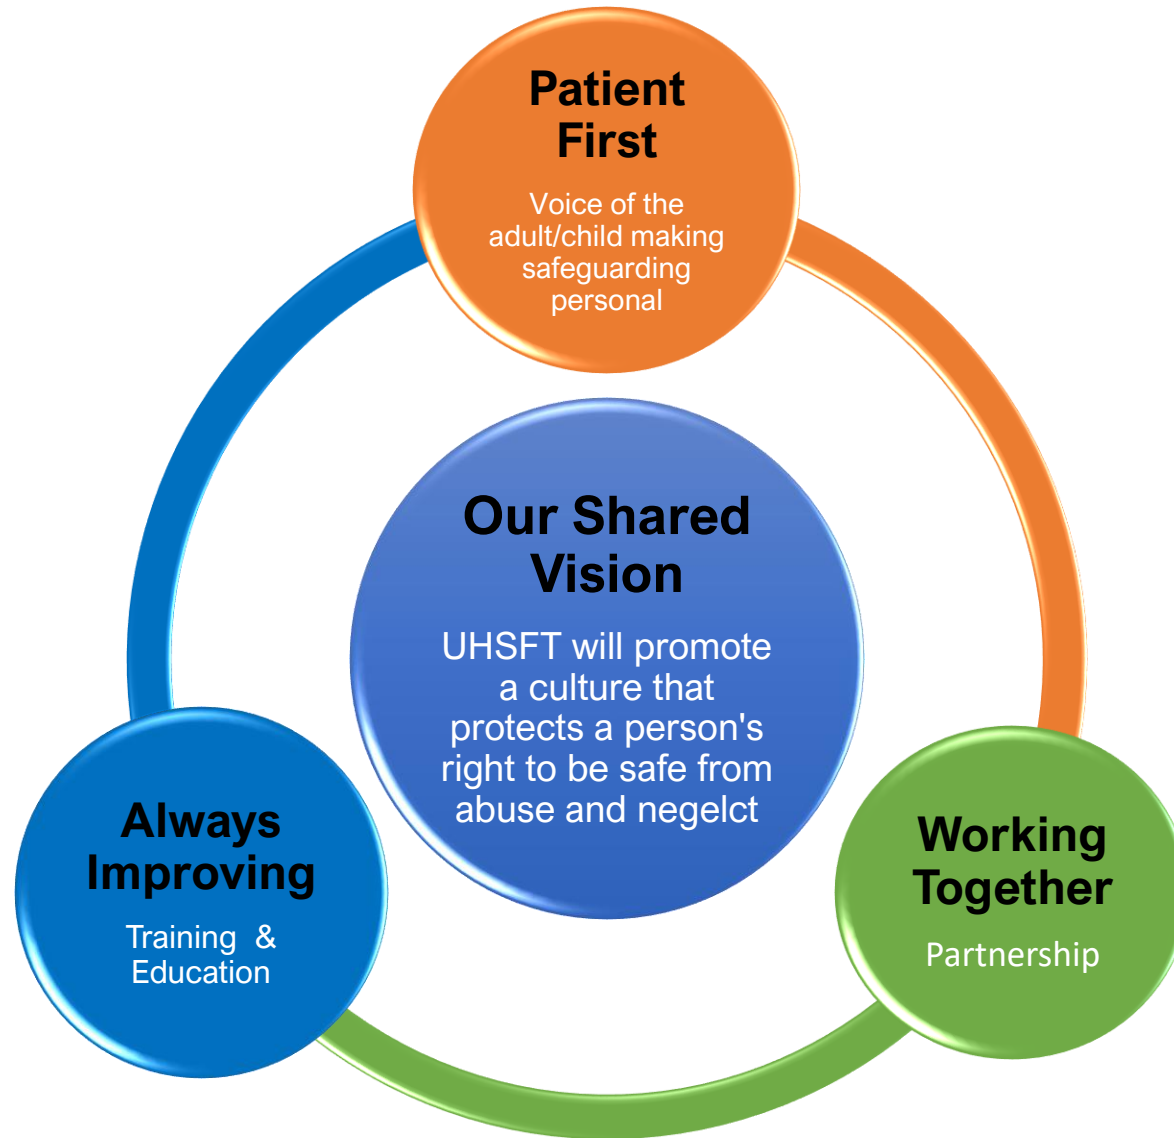 Patient
First
Voice of the
adult/child making
safeguarding
personal
Our Shared
Vision
UHSFT will promote
a culture that
protects a person's
right to be safe from
abuse and negelct
Always
Improving
Training & 
Education
Working
Together
Partnership